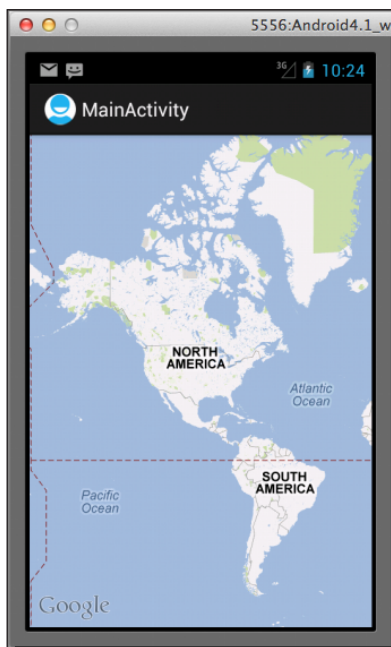 5556:Android4.1_w
3G 10:24
MainActivity
NORTH
AMERICA
Atlantic
Ocean
SOUTH
AMERICA
Pacific
Ocean
Google